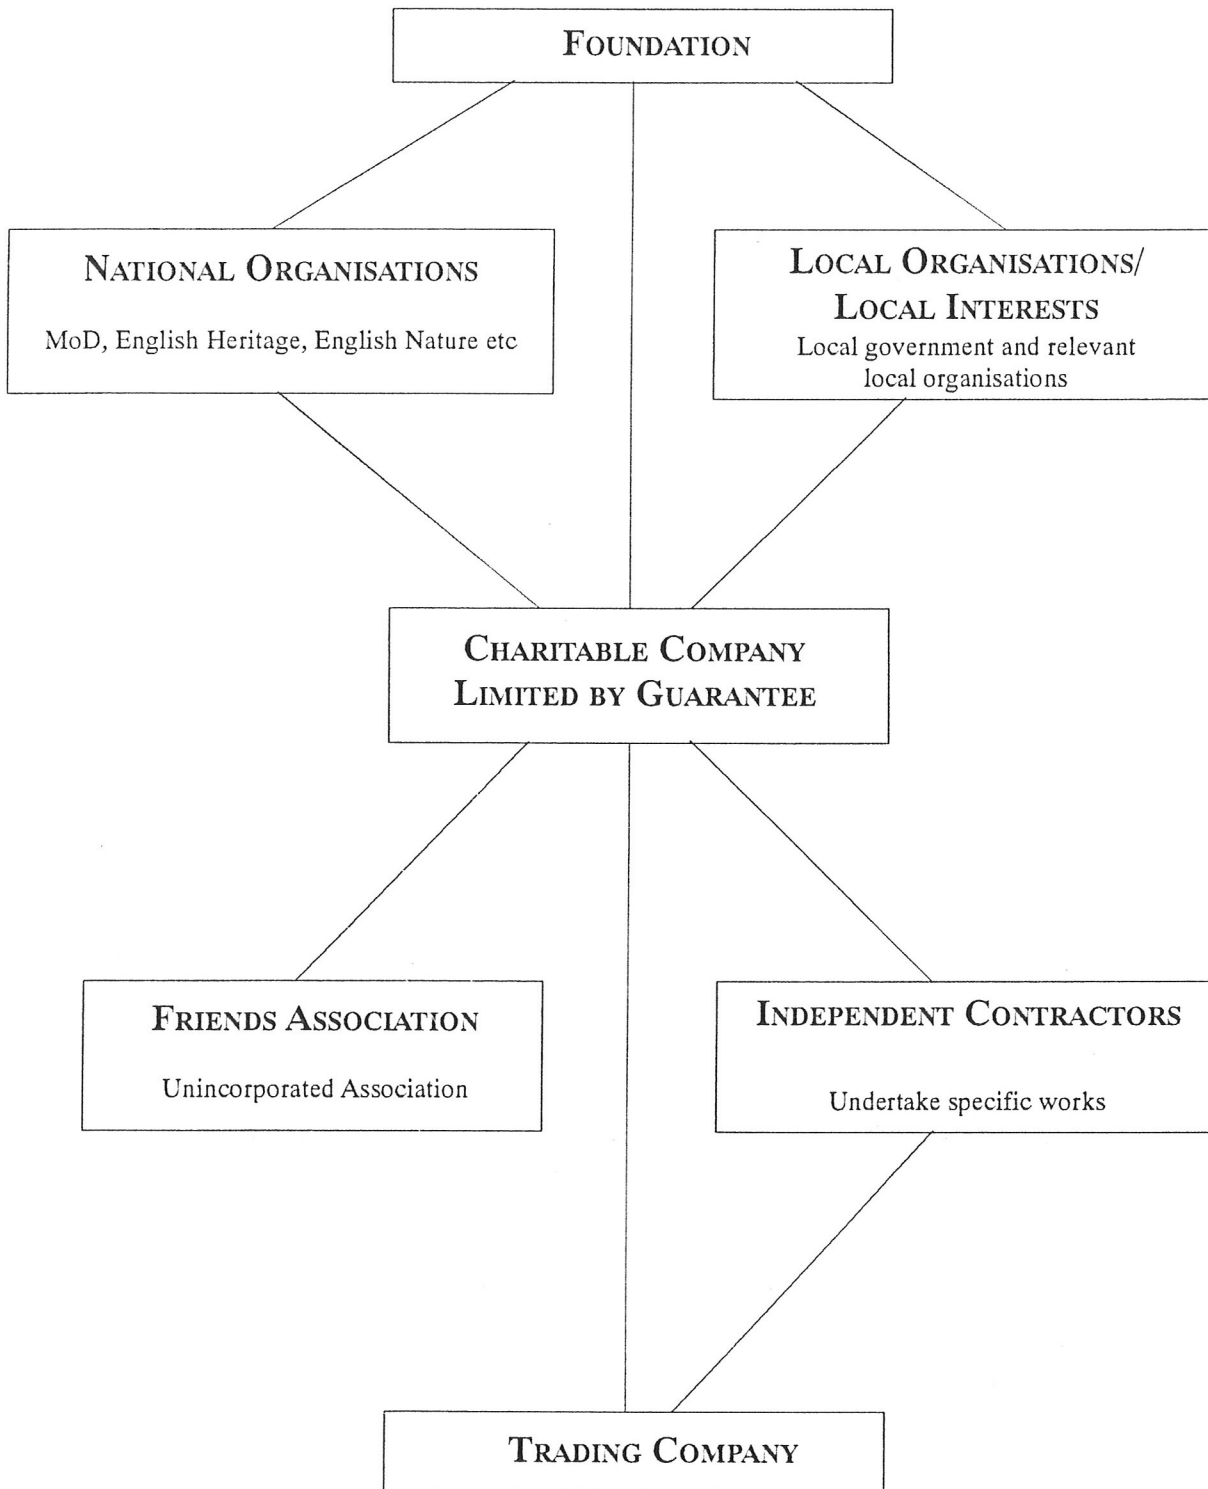 FOUNDATION
NATIONAL ORGANISATIONS
MoD, English Heritage, English Nature etc
LOCAL ORGANISATIONS/
LOCAL INTERESTS
Local government and relevant
local organisations
CHARITABLE COMPANY
LIMITED BY GUARANTEE
FRIENDS ASSOCIATION
Unincorporated Association
INDEPENDENT CONTRACTORS
Undertake specific works
TRADING COMPANY